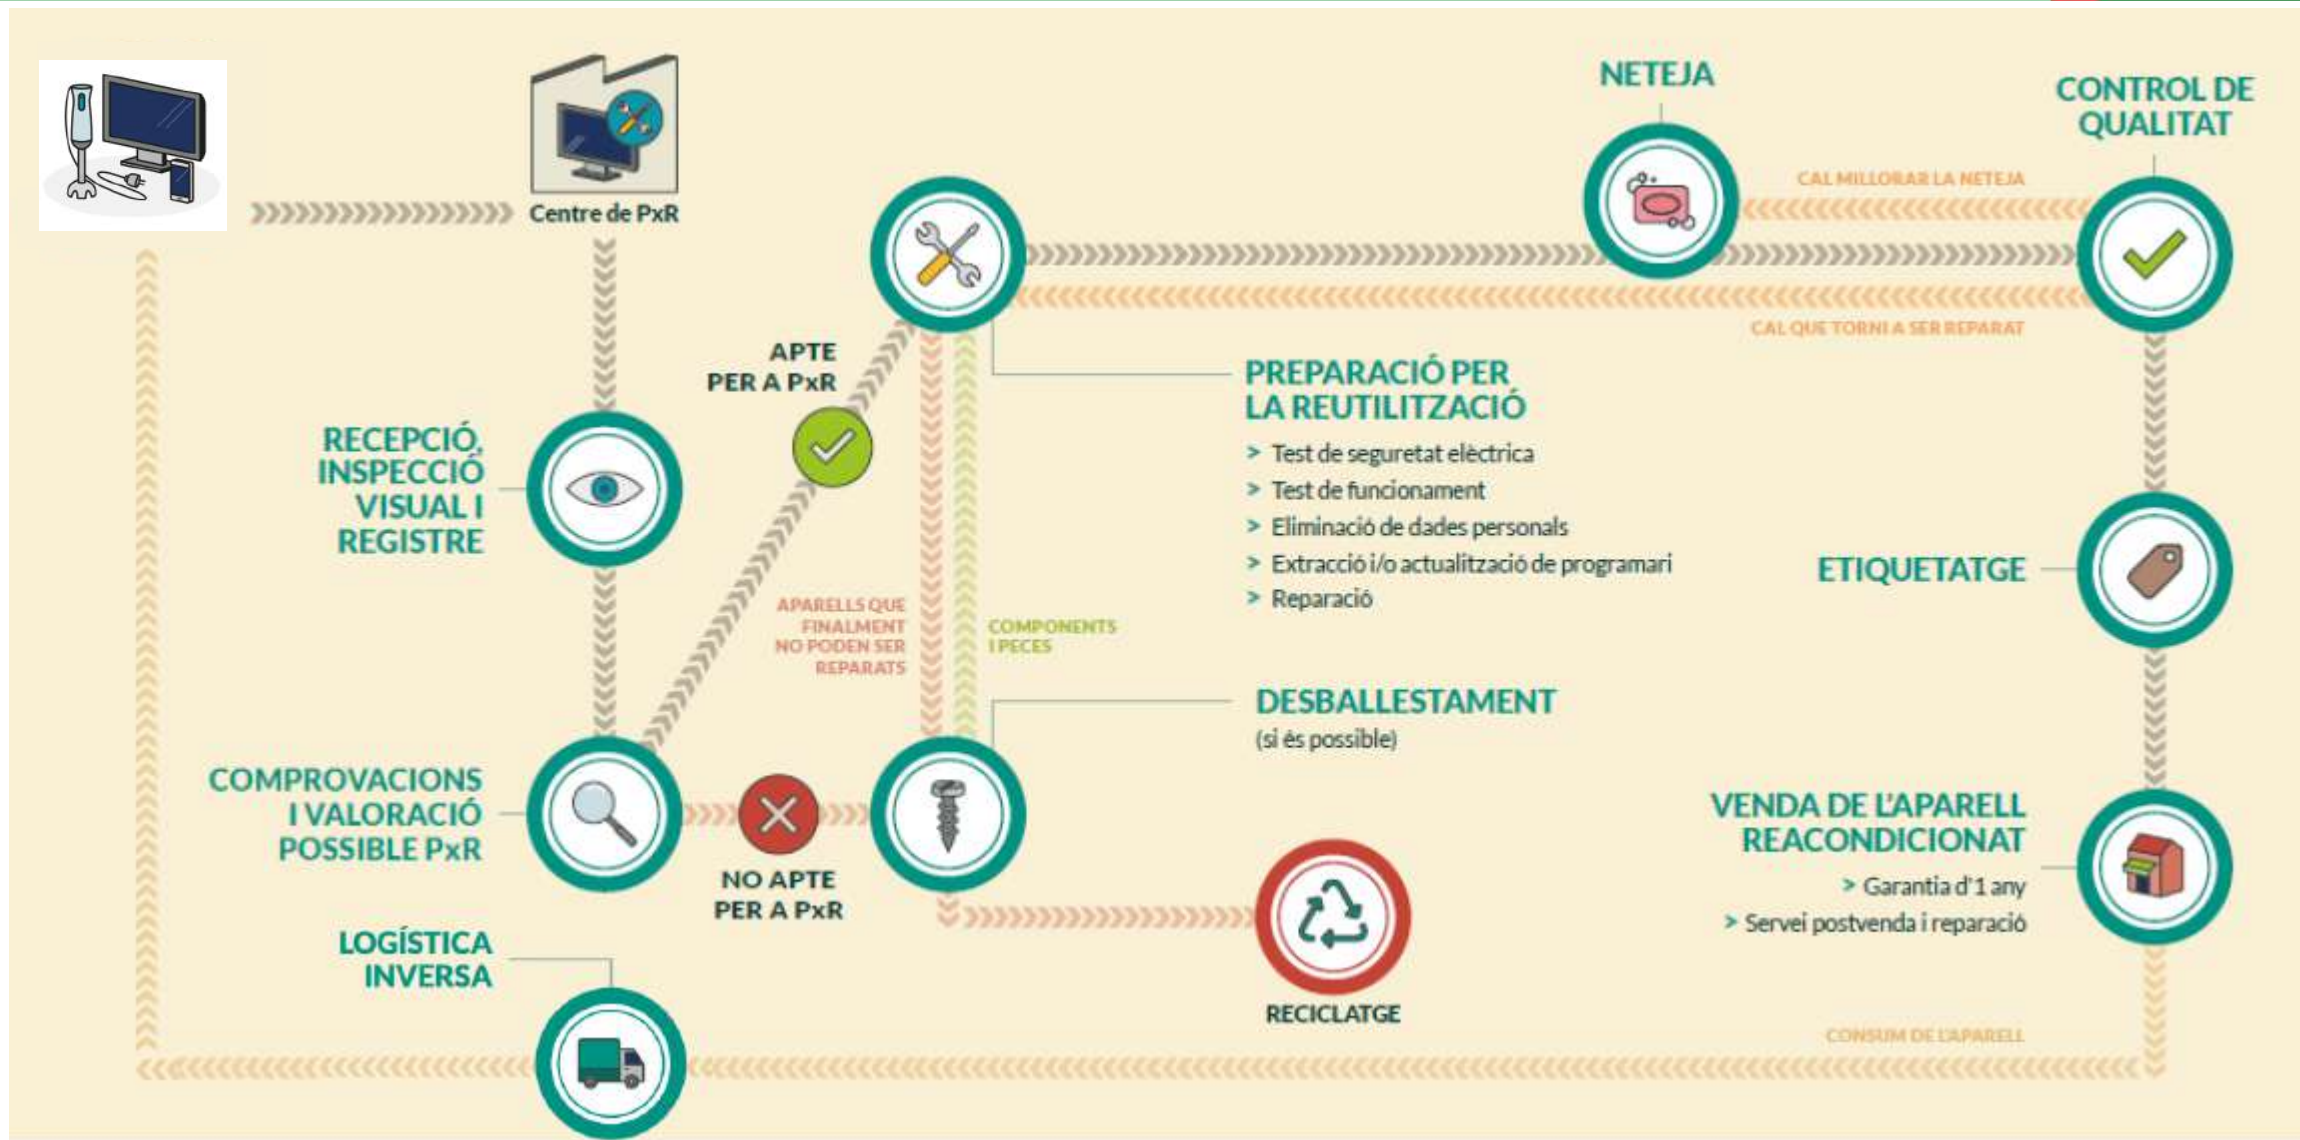 Centre de PxR
NETEJA
CONTROL DE
QUALITAT
CAL MILLORAR LA NETEJA
CAL QUE TORNI A SER REPARAT
APTE
PER A PxR
RECEPCIÓ,
INSPECCIÓ
VISUAL I
REGISTRE
PREPARACIÓ PER
LA REUTILITZACIÓ
> Test de seguretat elèctrica
> Test de funcionament
> Eliminació de dades personals
> Extracció i/o actualització de programari
> Reparació
ETIQUETATGE
APARELLS QUE
FINALMENT
NO PODEN SER
REPARATS
COMPONENTS
I PECES
DESBALLESTAMENT
(si és possible)
COMPROVACIONS
I VALORACIÓ
POSSIBLE PxR
NO APTE
PER A PxR
VENDA DE L'APARELL
REACONDICIONAT
> Garantia d'1 any
> Servei postvenda i reparació
LOGÍSTICA
INVERSA
RECICLATGE
CONSUM DE L'APARELL